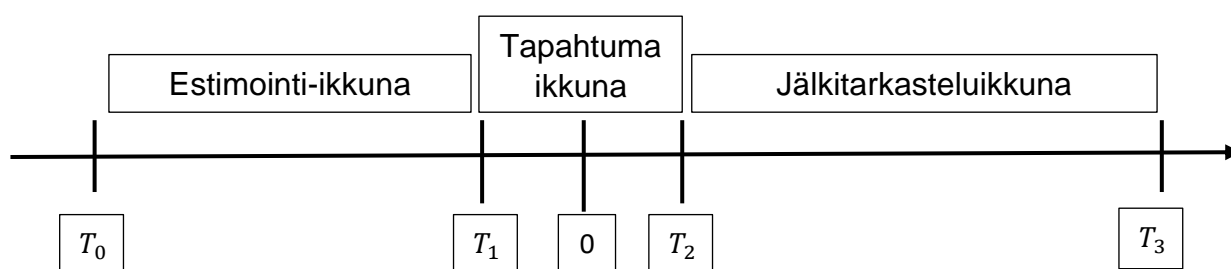 Estimointi-ikkuna
Tapahtuma
ikkuna
Jälkitarkasteluikkuna
T₀
T₁
0
T₂
T₃